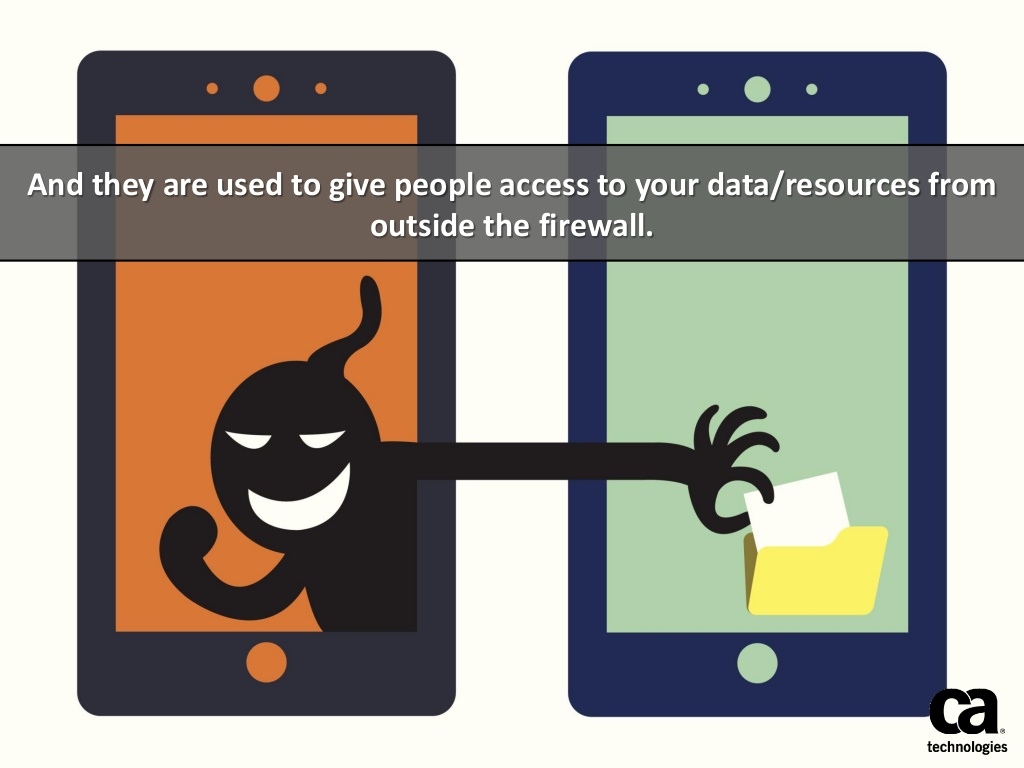 And they are used to give people access to your data/resources from
outside the firewall.
ca
technologies